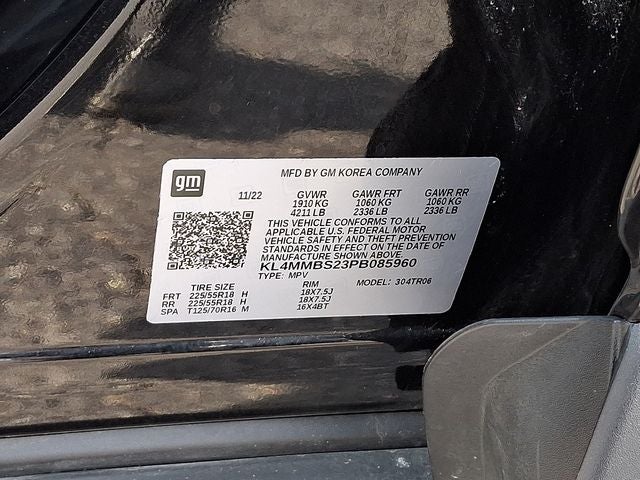 gm
MFD BY GM KOREA COMPANY
11/22 GVWR GAWR FRT GAWR RR
1910 KG 1060 KG 1060 KG
4211 LB 2336 LB 2336 LB
THIS VEHICLE CONFORMS TO ALL
APPLICABLE U.S. FEDERAL MOTOR
VEHICLE SAFETY AND THEFT PREVENTION
STANDARDS IN EFFECT ON THE DATE OF
MANUFACTURE SHOWN ABOVE.
KL4MMBS23PB085960
TYPE: MPV MODEL: 304TR06
TIRE SIZE RIM
FRT 225/55R18 H 18X7.5J
RR 225/55R18 H 18X7.5J
SPA T125/70R16 M 16X4BT